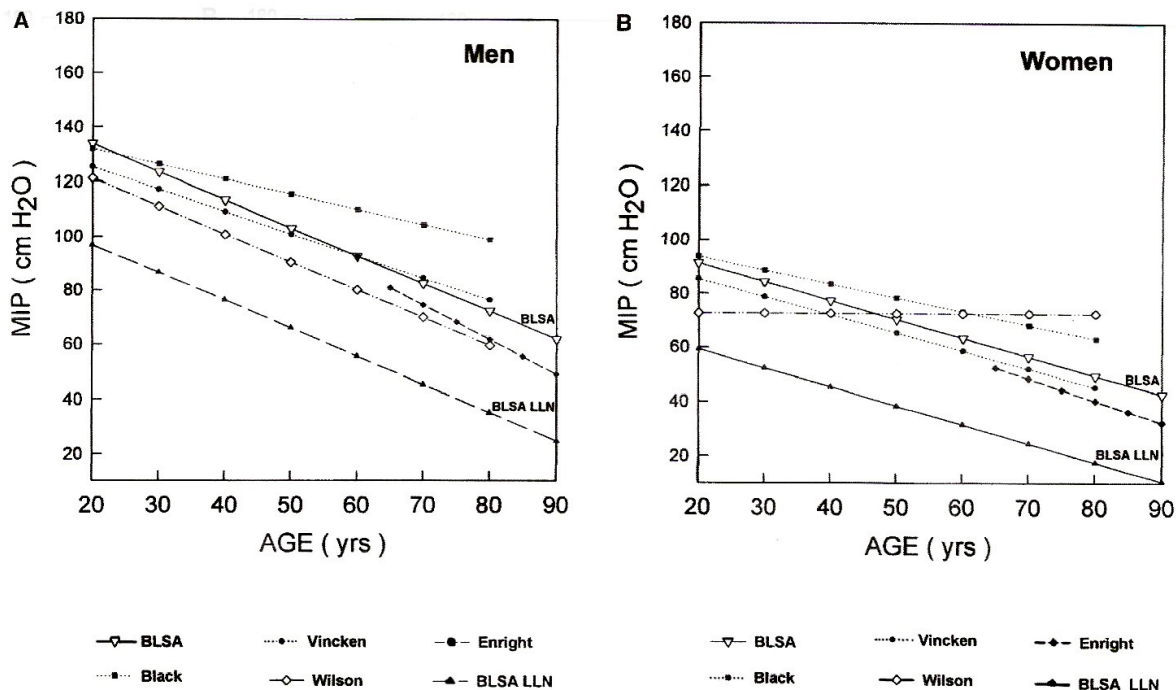 A
B
180
160
140
120
100
80
60
40
20
MIP ( cm H2O )
Men
BLSA
BLSA LLN
20 30 40 50 60 70 80 90
AGE ( yrs )
180
160
140
120
100
80
60
40
20
MIP ( cm H2O )
Women
BLSA
BLSA LLN
20 30 40 50 60 70 80 90
AGE ( yrs )
BLSA Vincken Enright
Black Wilson BLSA LLN
BLSA Vincken Enright
Black Wilson BLSA LLN